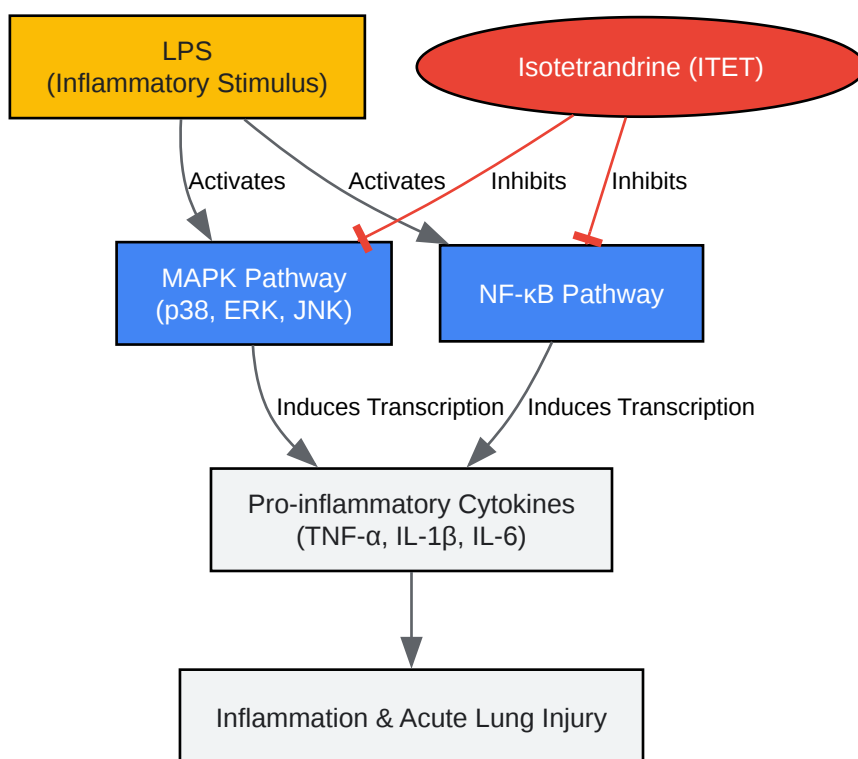 LPS
(Inflammatory Stimulus)
Isotetrandrine (ITET)
Activates
Activates
Inhibits
Inhibits
MAPK Pathway
(p38, ERK, JNK)
NF-κB Pathway
Induces Transcription
Induces Transcription
Pro-inflammatory Cytokines
(TNF-α, IL-1β, IL-6)
Inflammation & Acute Lung Injury